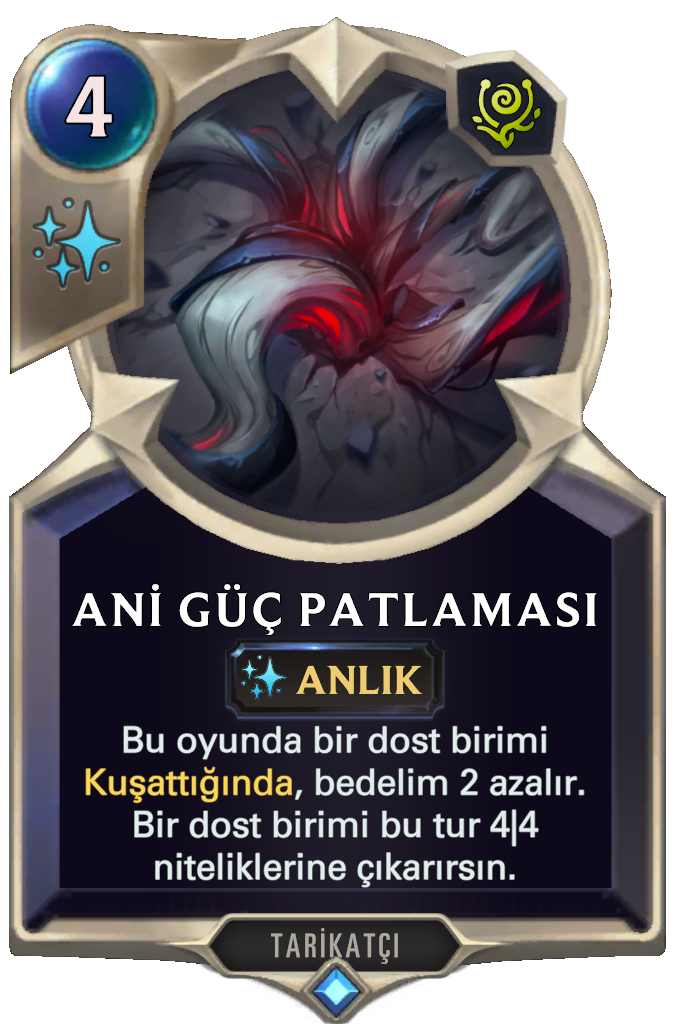 4
ANİ GÜÇ PATLAMASI
ANLIK
Bu oyunda bir dost birimi
Kuşattığında, bedelim 2 azalır.
Bir dost birimi bu tur 4|4
niteliklerine çıkarırsın.
TARİKATÇI